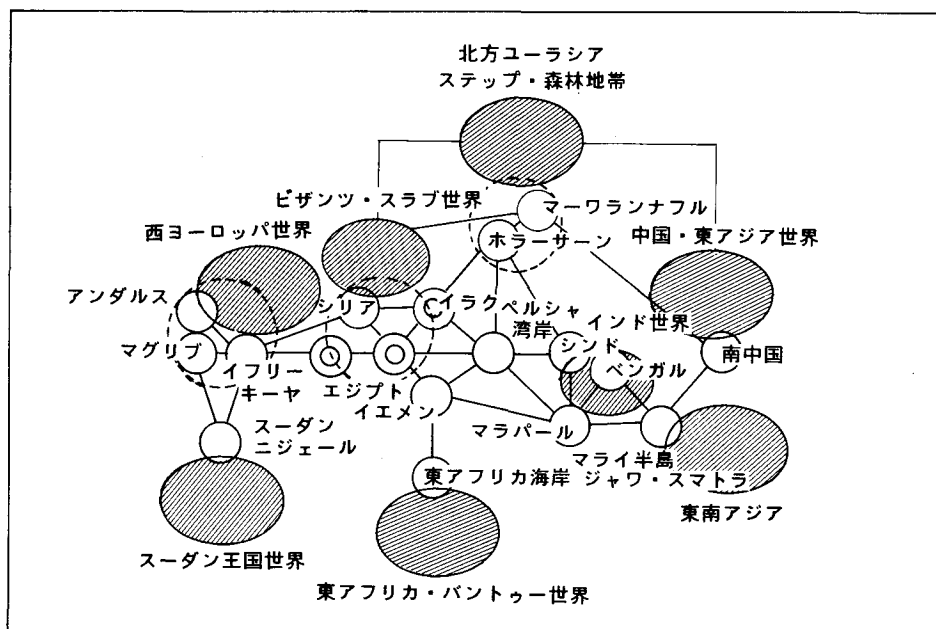 北方ユーラシア
ステップ・森林地帯
ビザンツ・スラブ世界
マーワランナフル
西ヨーロッパ世界
ホラーサーン
中国・東アジア世界
アンダルス
シリア
イラク
ペルシャ
湾岸
インド世界
マグリブ
シンド
南中国
イフリー
キーヤ
エジプト
ベンガル
イエメン
スーダン
ニジェール
マラパール
マライ半島
東アフリカ海岸
ジャワ・スマトラ
東南アジア
スーダン王国世界
東アフリカ・バントゥー世界